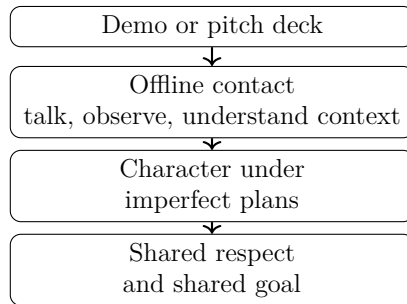 Demo or pitch deck
Offline contact
talk, observe, understand context
Character under
imperfect plans
Shared respect
and shared goal